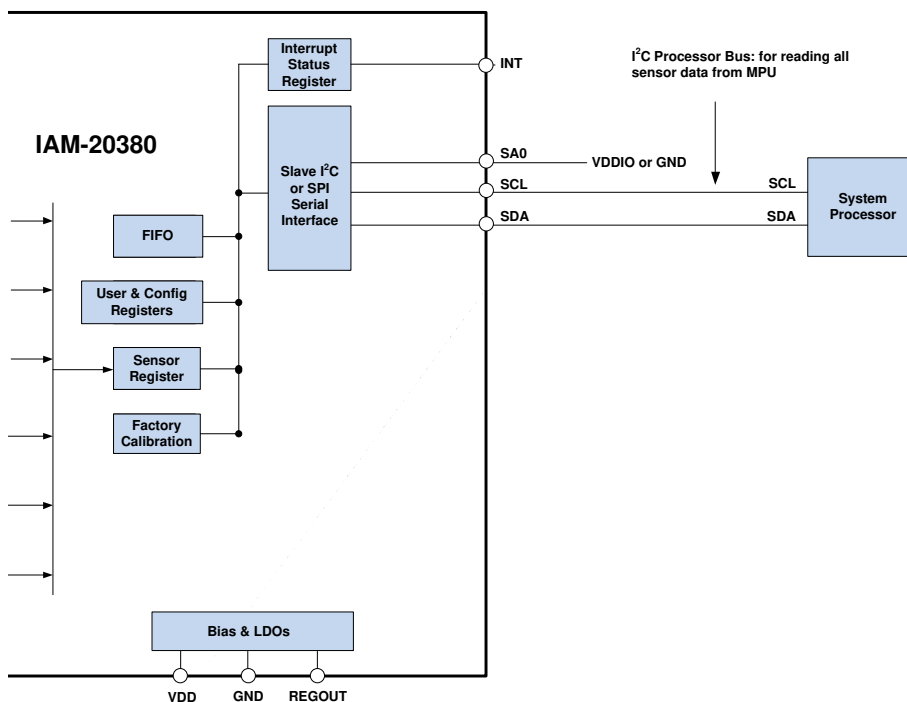 Interrupt
Status
Register
INT
I²C Processor Bus: for reading all
sensor data from MPU
IAM-20380
Slave I²C
or SPI
Serial
Interface
SA0
VDDIO or GND
SCL
SCL
SDA
SDA
System
Processor
FIFO
User & Config
Registers
Sensor
Register
Factory
Calibration
Bias & LDOs
VDD
GND
REGOUT